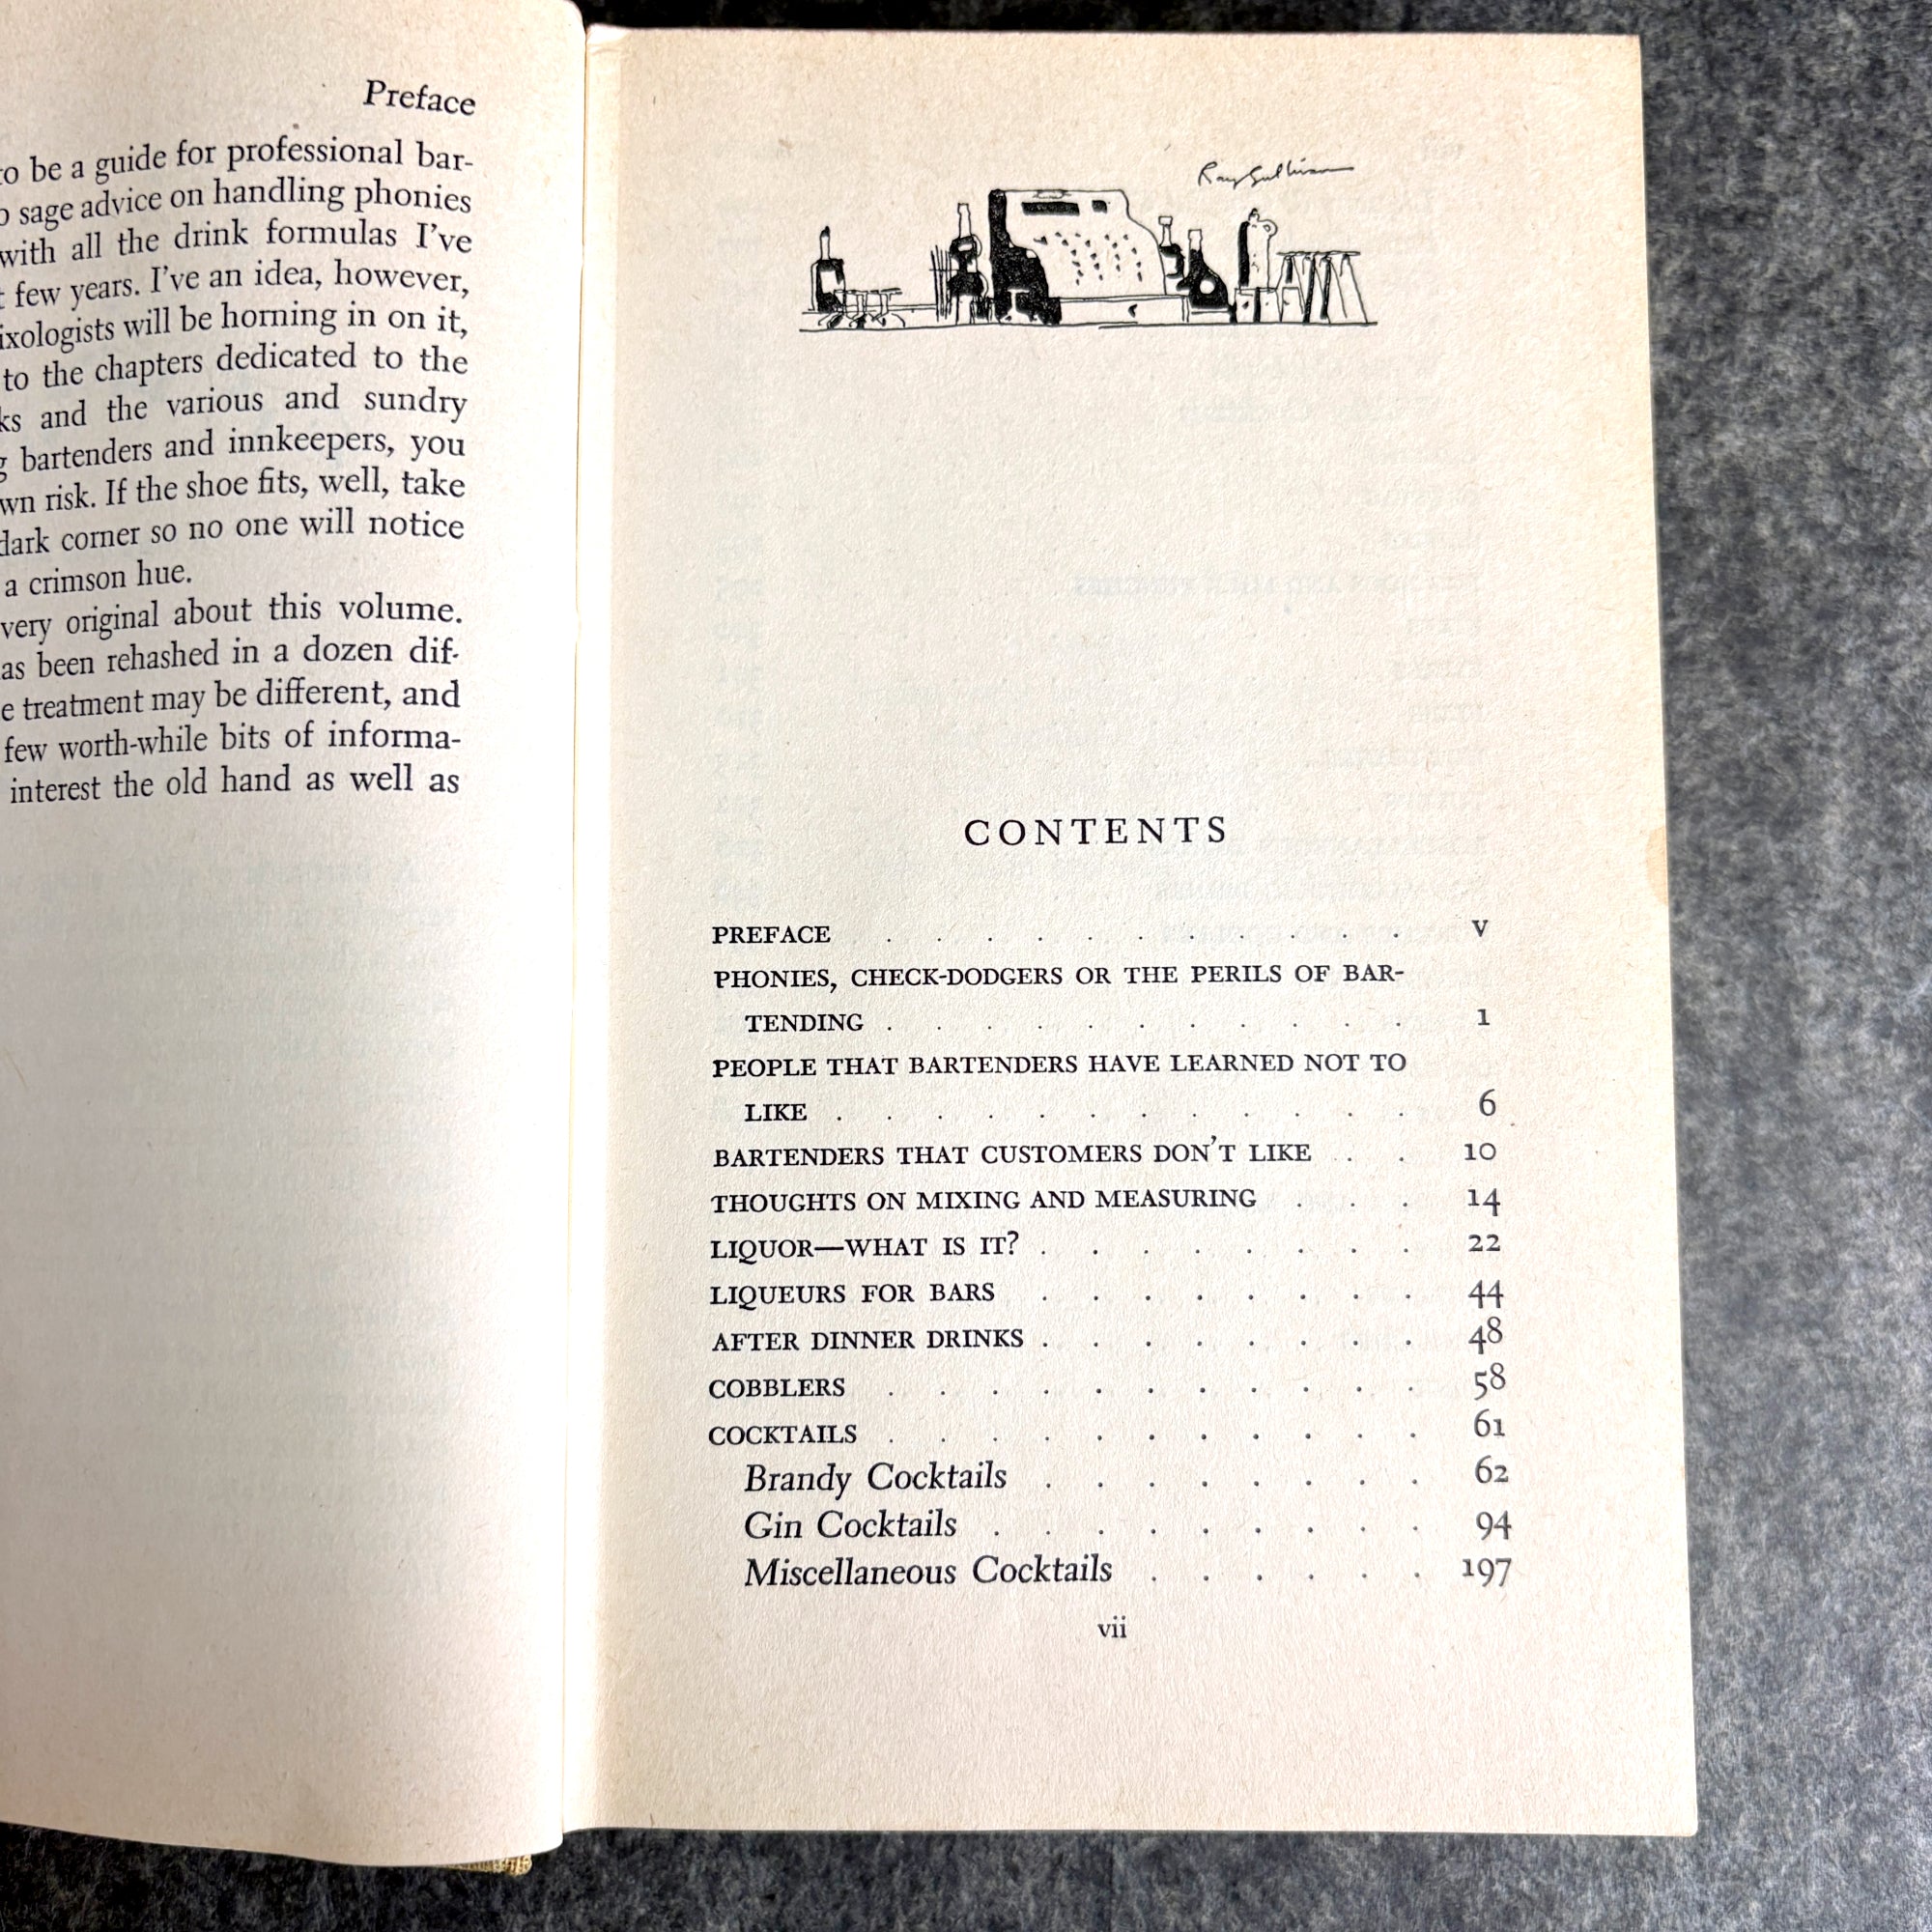 Preface
to be a guide for professional bar-
sage advice on handling phonies
with all the drink formulas I've
few years. I've an idea, however,
will be horning in on it,
to the chapters dedicated to the
and the various and sundry
bartenders and innkeepers, you
risk. If the shoe fits, well, take
dark corner so no one will notice
a crimson hue.
very original about this volume.
been rehashed in a dozen dif-
treatment may be different, and
few worth-while bits of informa-
interest the old hand as well as
Ray Sullivan
CONTENTS
PREFACE . . . . . . . . . . . V
PHONIES, CHECK-DODGERS OR THE PERILS OF BAR-
TENDING . . . . . . . . . . . 1
PEOPLE THAT BARTENDERS HAVE LEARNED NOT TO
LIKE . . . . . . . . . . . . 6
BARTENDERS THAT CUSTOMERS DON'T LIKE . . 10
THOUGHTS ON MIXING AND MEASURING . . . 14
LIQUOR—WHAT IS IT? . . . . . . . . 22
LIQUEURS FOR BARS . . . . . . . . 44
AFTER DINNER DRINKS . . . . . . . . 48
COBBLERS . . . . . . . . . . . 58
COCKTAILS . . . . . . . . . . . 61
Brandy Cocktails . . . . . . . . 62
Gin Cocktails . . . . . . . . . 94
Miscellaneous Cocktails . . . . . . 197
vii